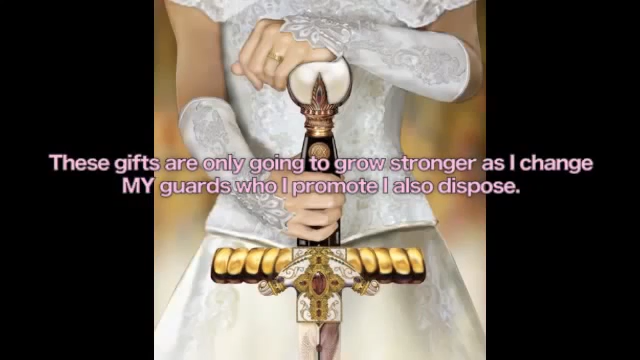 These gifts are only going to grow stronger as I change
MY guards who I promote I also dispose.